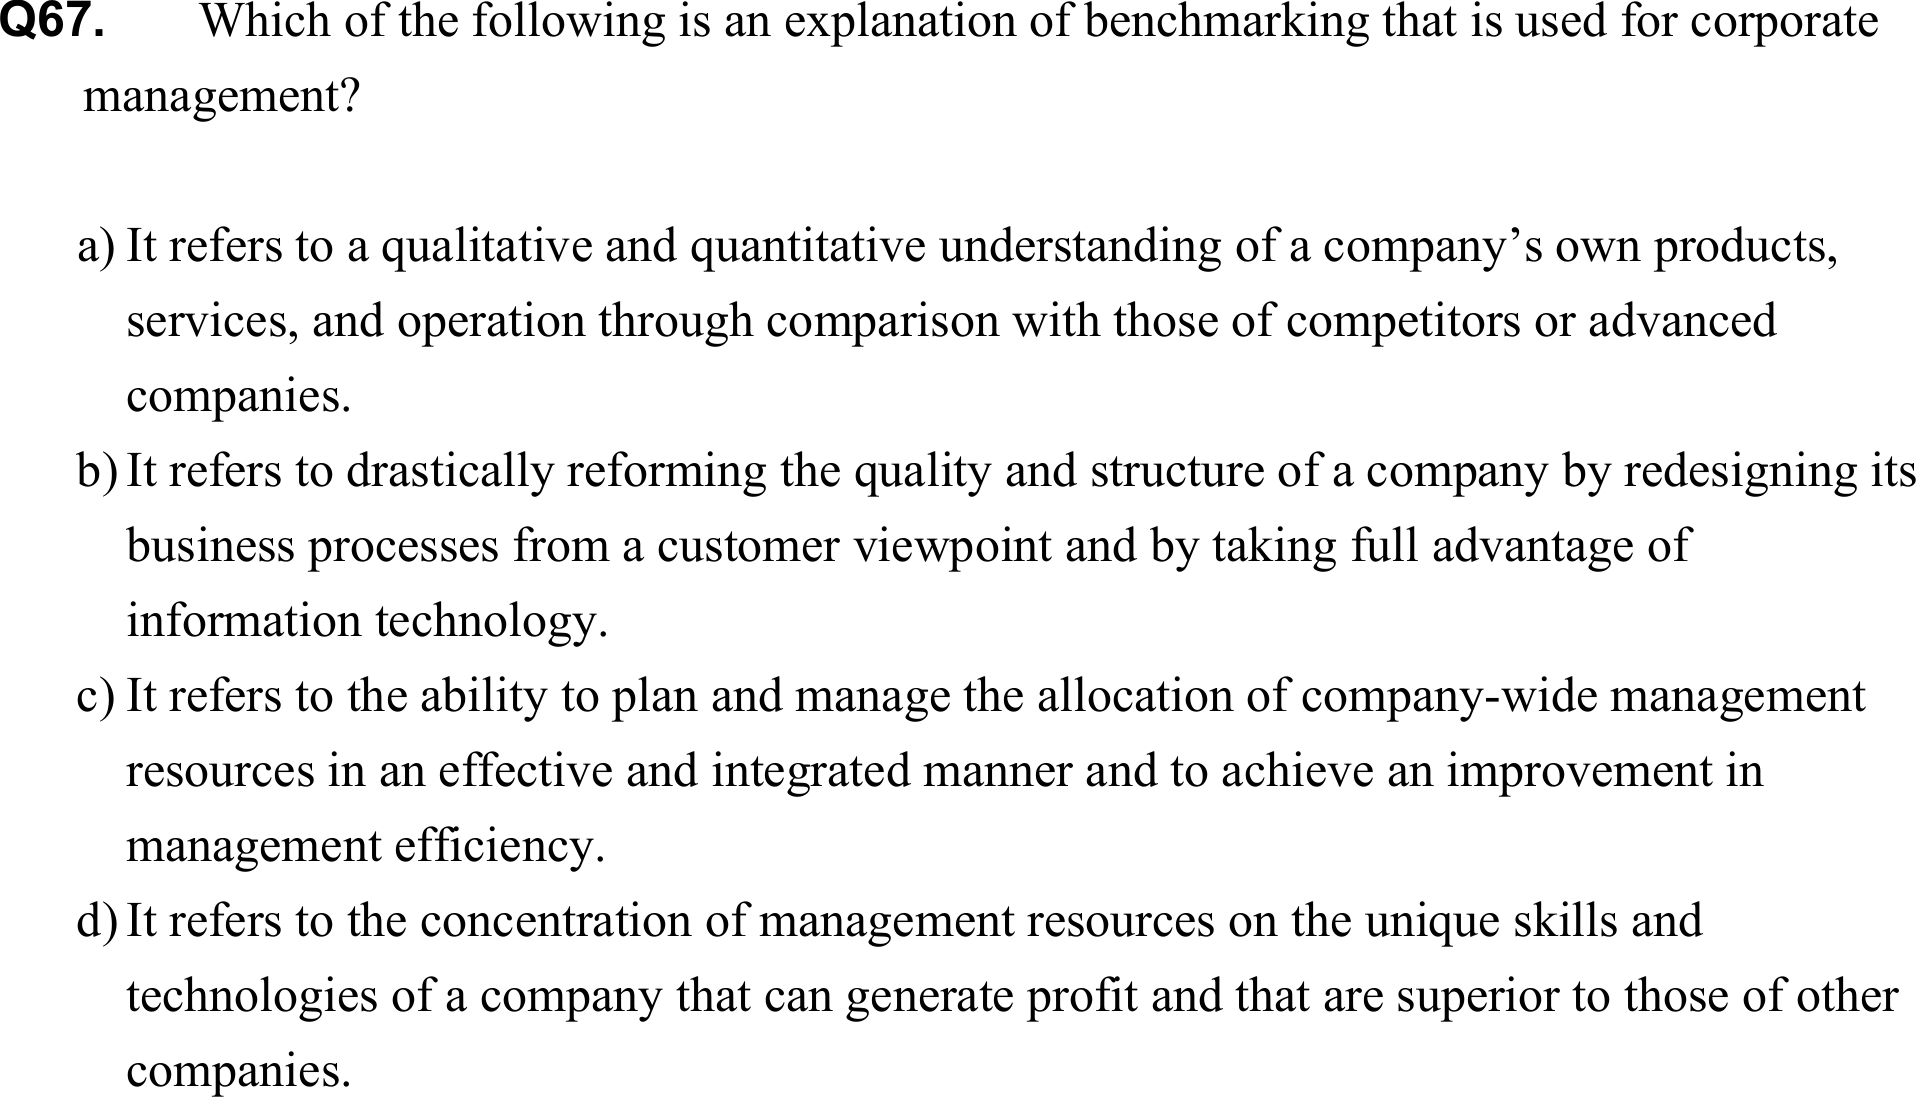 Q67. Which of the following is an explanation of benchmarking that is used for corporate
management?
a) It refers to a qualitative and quantitative understanding of a company’s own products,
services, and operation through comparison with those of competitors or advanced
companies.
b) It refers to drastically reforming the quality and structure of a company by redesigning its
business processes from a customer viewpoint and by taking full advantage of
information technology.
c) It refers to the ability to plan and manage the allocation of company-wide management
resources in an effective and integrated manner and to achieve an improvement in
management efficiency.
d) It refers to the concentration of management resources on the unique skills and
technologies of a company that can generate profit and that are superior to those of other
companies.